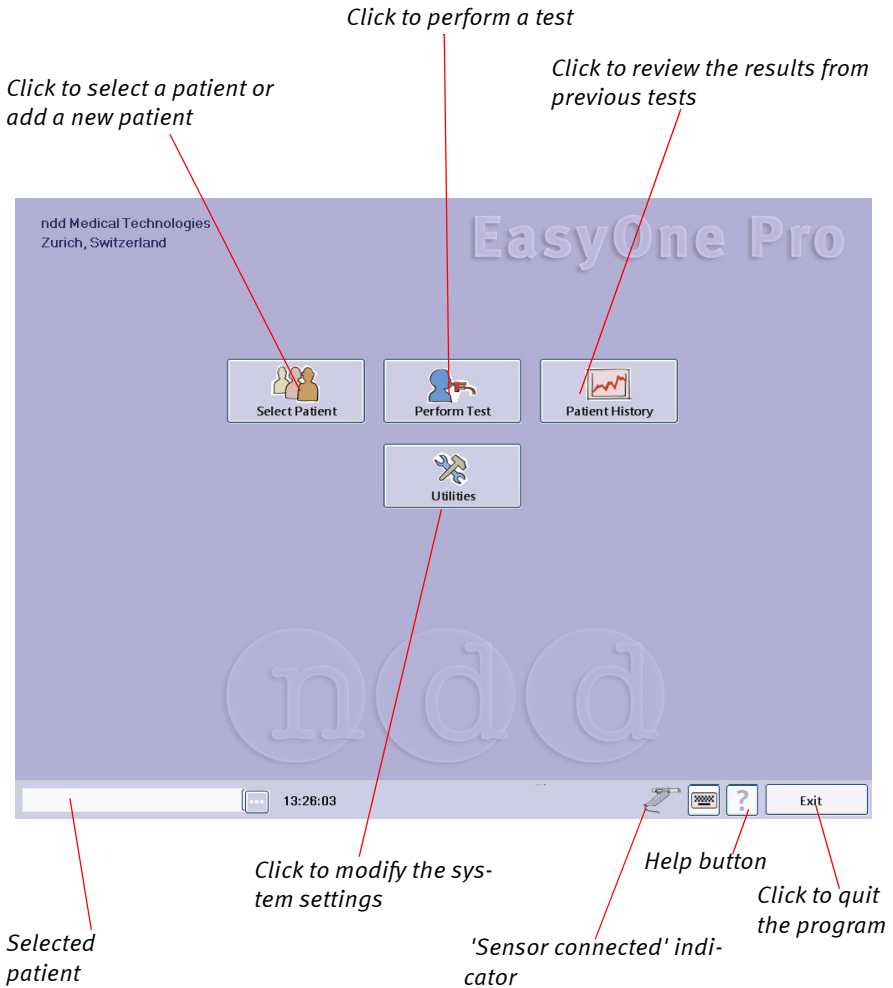 Click to perform a test
Click to select a patient or
add a new patient
Click to review the results from
previous tests
ndd Medical Technologies
Zurich, Switzerland
EasyOne Pro
Select Patient
Perform Test
Patient History
Utilities
ndd
...
13:26:03
?
Exit
Click to modify the sys-
tem settings
Help button
Click to quit
the program
Selected
patient
'Sensor connected' indi-
cator